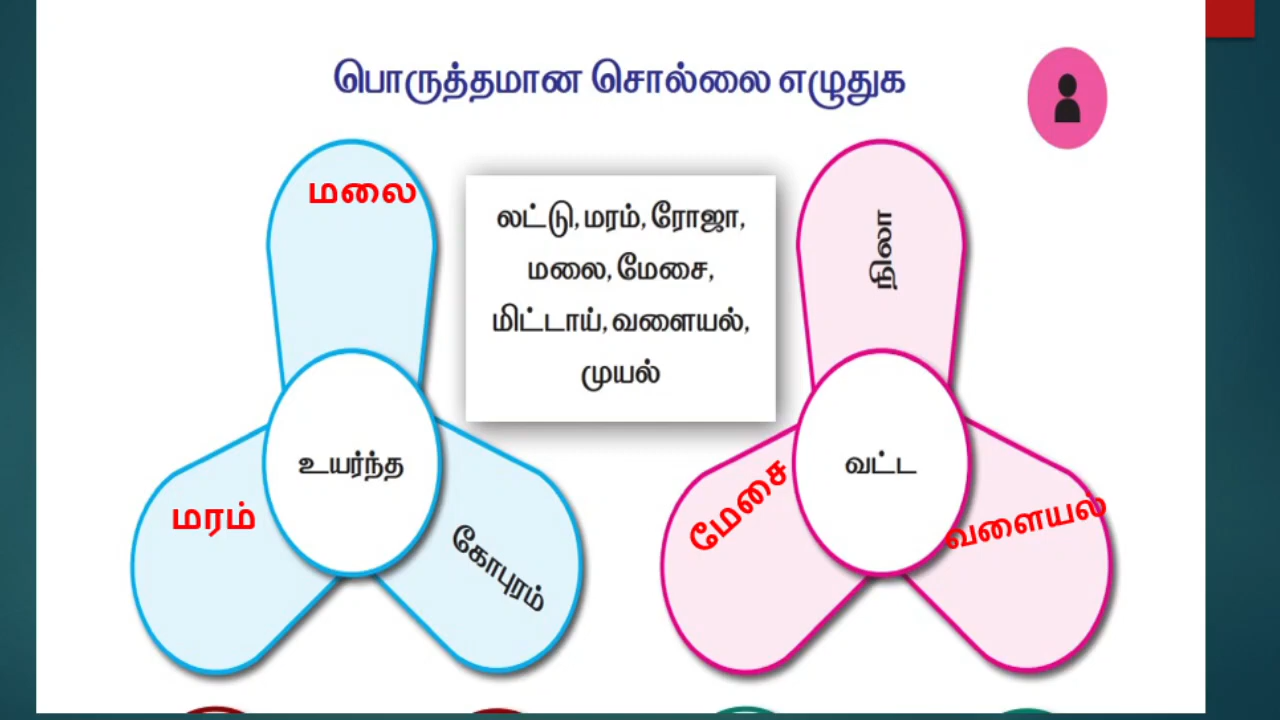 பொருத்தமான சொல்லை எழுதுக
மலை
லட்டு, மரம், ரோஜா,
மலை, மேசை,
மிட்டாய், வளையல்,
முயல்
நிலா
உயர்ந்த
மரம்
கோபுரம்
வட்ட
மேசை
வளையல்